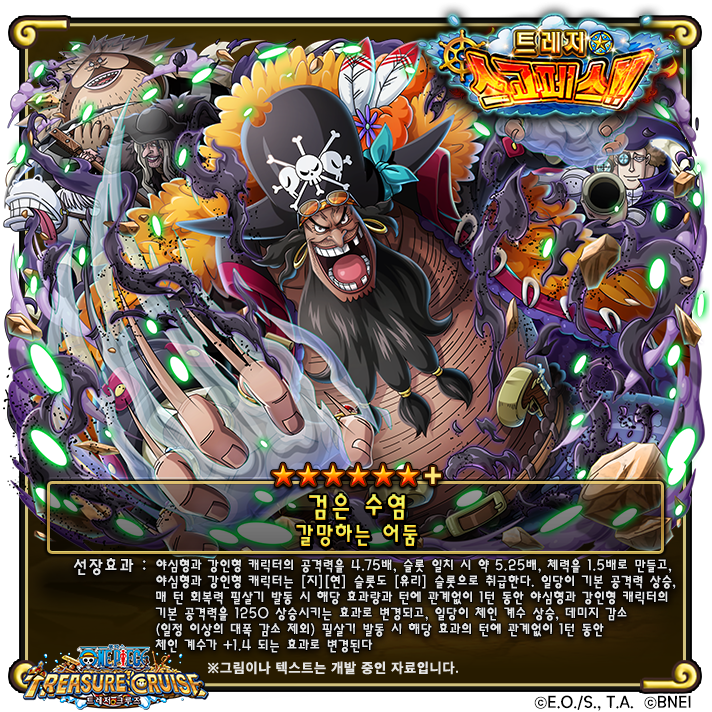 트레저
스고페스!!
★★★★★★+
검은 수염
갈망하는 어둠
선장효과 : 야심형과 강인형 캐릭터의 공격력을 4.75배, 슬롯 일치 시 약 5.25배, 체력을 1.5배로 만들고,
야심형과 강인형 캐릭터는 [지][연] 슬롯도 [유리] 슬롯으로 취급한다. 일당이 기본 공격력 상승,
매 턴 회복력 필살기 발동 시 해당 효과량과 턴에 관계없이 1턴 동안 야심형과 강인형 캐릭터의
기본 공격력을 1250 상승시키는 효과로 변경되고, 일당이 체인 계수 상승, 데미지 감소
(일정 이상의 대폭 감소 제외) 필살기 발동 시 해당 효과의 턴에 관계없이 1턴 동안
체인 계수가 +1.4 되는 효과로 변경된다
※그림이나 텍스트는 개발 중인 자료입니다.
ONE PIECE
TREASURE CRUISE
트레저 크루즈
©E.O./S., T.A. ©BNEI